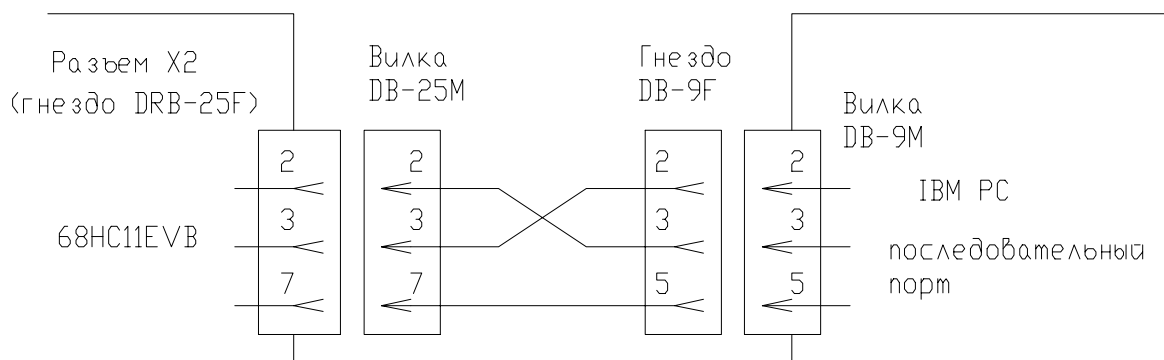 Разъем X2
(гнездо DRB-25F)
Вилка
DB-25M
Гнездо
DB-9F
Вилка
DB-9M
2
2
2
2
IBM PC
68HC11EVB
3
3
3
3
последовательный
порт
7
7
5
5